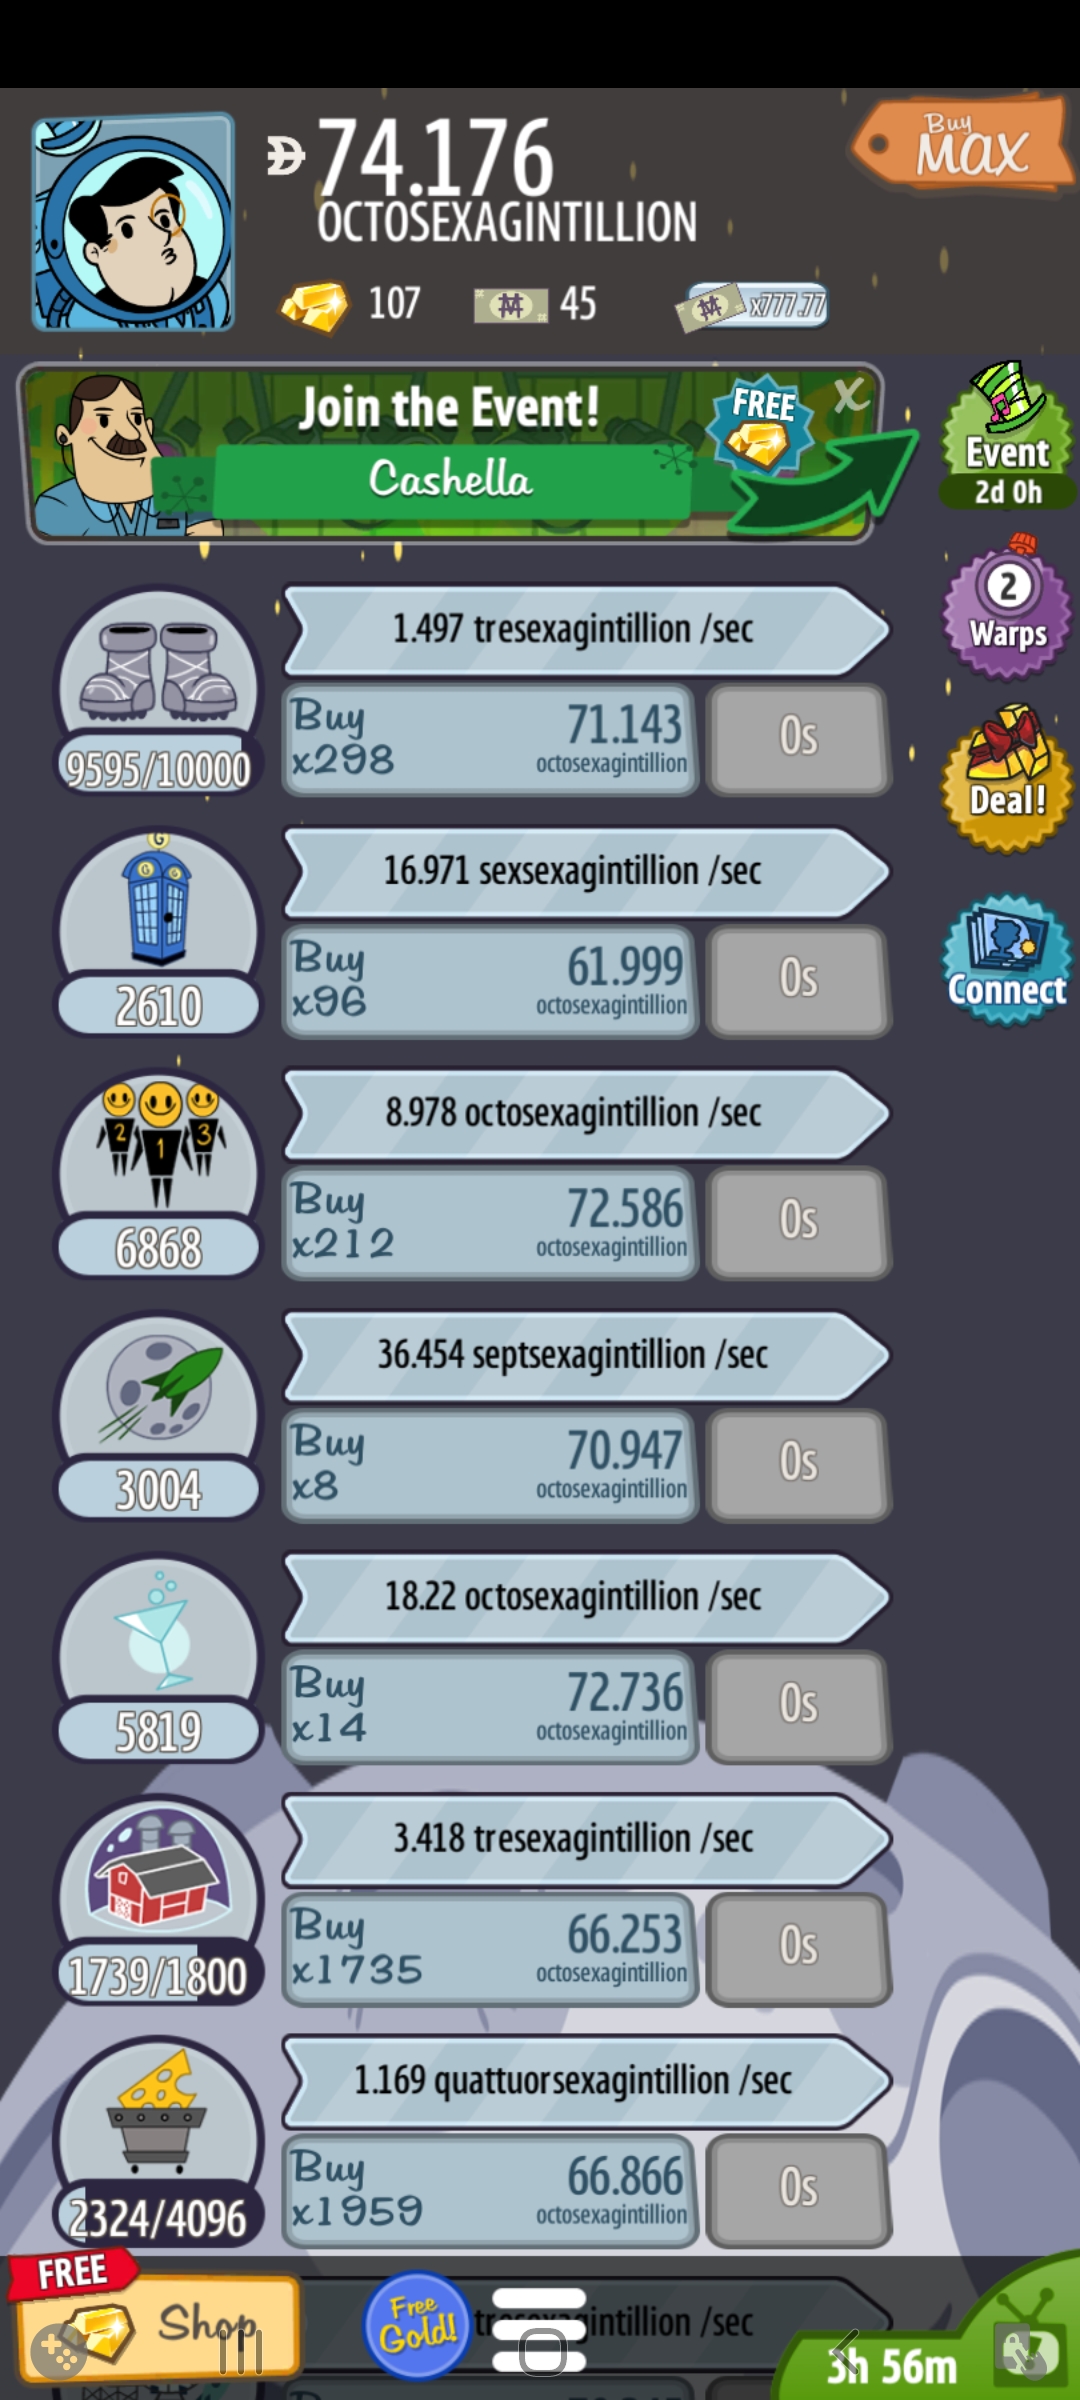 Buy
MAX
74.176
OCTOSEXAGINTILLION
107
45
x777.77
Join the Event!
Cashella
FREE
X
Event
2d 0h
1.497 tresexagintillion /sec
Buy
x298
71.143
octosexagintillion
0s
9595/10000
2
Warps
Deal!
16.971 sexsexagintillion /sec
Buy
x96
61.999
octosexagintillion
0s
2610
Connect
8.978 octosexagintillion /sec
2 1 3
Buy
x212
72.586
octosexagintillion
0s
6868
36.454 septsexagintillion /sec
Buy
x8
70.947
octosexagintillion
0s
3004
18.22 octosexagintillion /sec
Buy
x14
72.736
octosexagintillion
0s
5819
3.418 tresexagintillion /sec
Buy
x1735
66.253
octosexagintillion
0s
1739/1800
1.169 quattuorsexagintillion /sec
Buy
x1959
66.866
octosexagintillion
0s
2324/4096
FREE
Shop
Free
Gold!
/sec
3h 56m